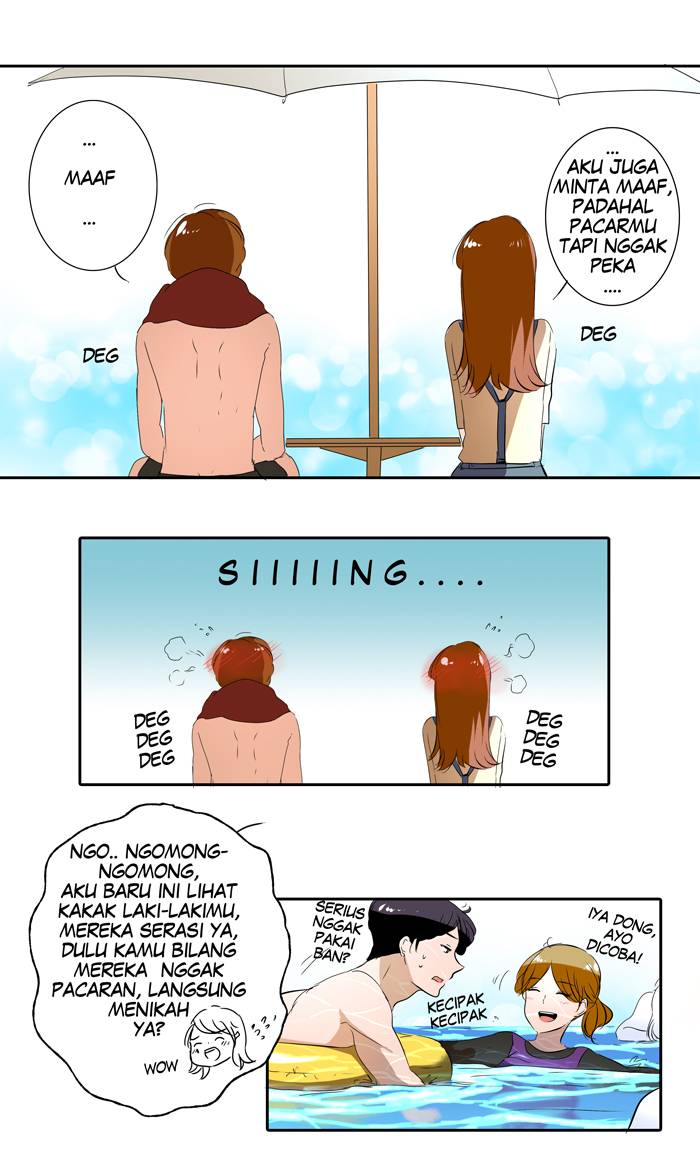 ...
MAAF
...
...
AKU JUGA
MINTA MAAF,
PADAHAL
PACARMU
TAPI NGGAK
PEKA
....
DEG
DEG
SIIIIIING....
DEG
DEG
DEG
DEG
DEG
DEG
NGO.. NGOMONG-
NGOMONG,
AKU BARU INI LIHAT
KAKAK LAKI-LAKIMU,
MEREKA SERASI YA,
DULU KAMU BILANG
MEREKA NGGAK
PACARAN, LANGSUNG
MENIKAH
YA?
WOW
SERIUS
NGGAK
PAKAI
BAN?
IYA DONG,
AYO
DICOBA!
KECIPAK
KECIPAK